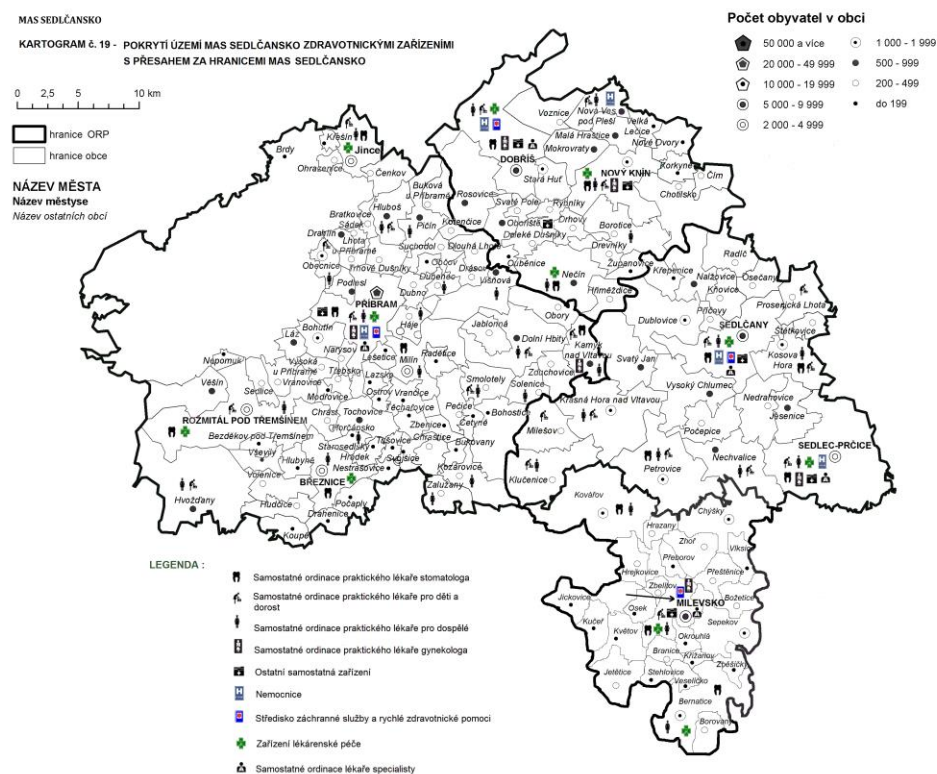 MAS SEDLČANSKO
KARTOGRAM č. 19 - POKRYTÍ ÚZEMÍ MAS SEDLČANSKO ZDRAVOTNICKÝMI ZAŘÍZENÍMI
S PŘESAHEM ZA HRANICEMI MAS SEDLČANSKO
0 2,5 5 10 km
hranice ORP
hranice obce
NÁZEV MĚSTA
Název městyse
Název ostatních obcí
Počet obyvatel v obci
50 000 a více
20 000 - 49 999
10 000 - 19 999
5 000 - 9 999
2 000 - 4 999
1 000 - 1 999
500 - 999
200 - 499
do 199
Brdy
Křešín
Jince
Ohrazenice
Čenkov
Buková
u Příbramě
Bratkovice
Hluboš
Sádek
Pičín
Kotenčice
Drahlín
Lhota
u Příbramě
Suchodol
Dlouhá Lhota
Obecnice
Trhové Dušníky
Občov
Dubenec
Drásov
Višňová
Podlesí
Dubno
PŘÍBRAM
Láz
Bohutín
Háje
Narysov
Lešetice
Milín
Radětice
Jablonná
Dolní Hbity
Obory
Kamýk
nad Vltavou
Zduchovice
Solenice
Smolotely
Nepomuk
Vysoká
u Příbramě
Třebsko
Lazsko
Věšín
Sedlice
Vranovice
Modřovice
Ostrov
Vrančice
Pečice
Cetyně
Bohostice
ROŽMITÁL POD TŘEMŠÍNEM
Chrást
Tochovice
Těchařovice
Horčápsko
Zbenice
Bezděkov pod Třemšínem
Starosedlský
Hrádek
Tušovice
Chraštice
Bukovany
Vševily
Hlubyně
Nestrašovice
Svojšice
Kozárovice
Volenice
BŘEZNICE
Počaply
Zalužany
Hvožďany
Hudčice
Drahenice
Koupě
Voznice
Nová Ves
pod Pleší
Velká
Lečice
Malá Hraštice
Mokrovraty
Nové Dvory
DOBŘÍŠ
Stará Huť
NOVÝ KNÍN
Korkyně
Čím
Chotilsko
Rosovice
Svaté Pole
Rybníky
Obořiště
Drhovy
Borotice
Daleké Dušníky
Drevníky
Ouběnice
Nečín
Županovice
Hřiměždice
Radíč
Křepenice
Nalžovice
Osečany
Dublovice
Příčovy
Prosenická Lhota
SEDLČANY
Štětkovice
Kosova
Hora
Svatý Jan
Vysoký Chlumec
Krásná Hora nad Vltavou
Nedrahovice
Jesenice
Milešov
Počepice
SEDLEC-PRČICE
Nechvalice
Klučenice
Petrovice
Kovářov
Chyšky
Hrazany
Zhoř
Vlksice
Přeborov
Hrejkovice
Přeštěnice
Zbelítov
Jickovice
Osek
MILEVSKO
Božetice
Kučeř
Květov
Sepekov
Okrouhlá
Branice
Křižanov
Jetětice
Stehlovice
Veselíčko
Zběšičky
Bernatice
Borovany
LEGENDA :
Samostatné ordinace praktického lékaře stomatologa
Samostatné ordinace praktického lékaře pro děti a
dorost
Samostatné ordinace praktického lékaře pro dospělé
Samostatné ordinace praktického lékaře gynekologa
Ostatní samostatná zařízení
Nemocnice
Středisko záchranné služby a rychlé zdravotnické pomoci
Zařízení lékárenské péče
Samostatné ordinace lékaře specialisty